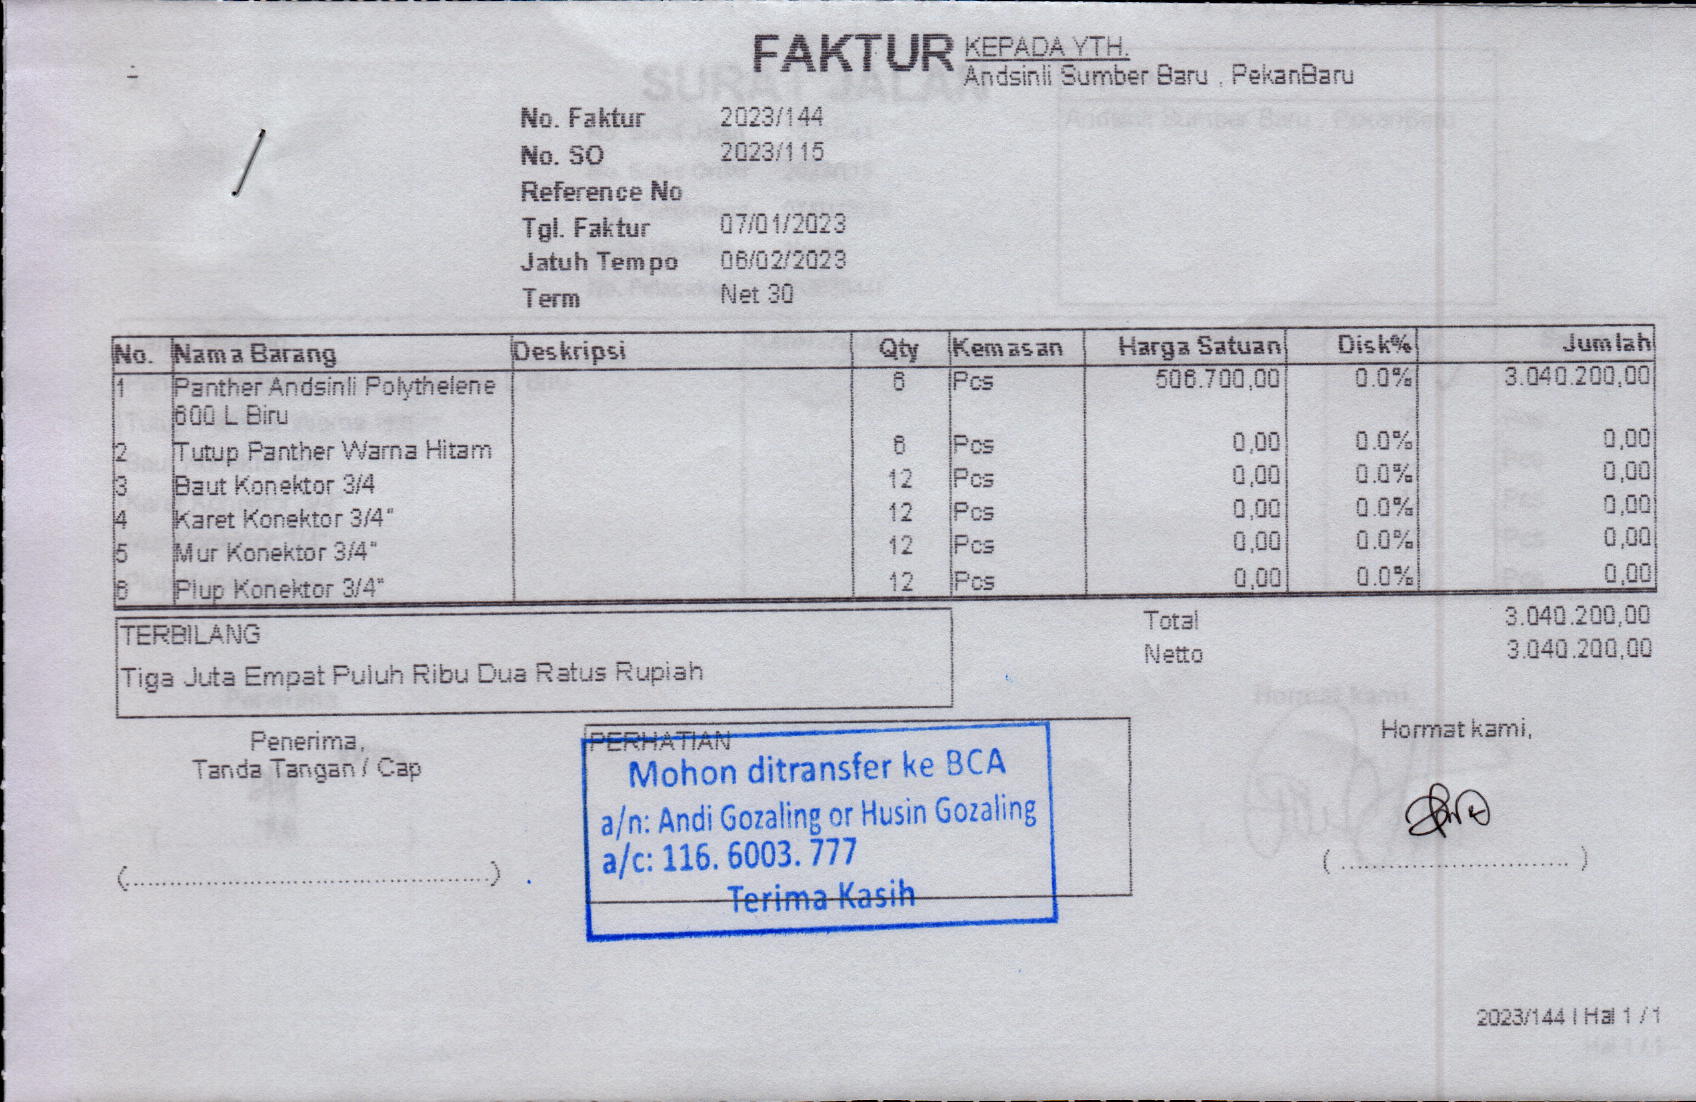 FAKTUR
KEPADA YTH.
Andsinli Sumber Baru , PekanBaru
No. Faktur 2023/144
No. SO 2023/115
Reference No
Tgl. Faktur 07/01/2023
Jatuh Tempo 06/02/2023
Term Net 30
No. Nama Barang Deskripsi Qty Kemasan Harga Satuan Disk% Jumlah
1 Panther Andsinli Polythelene 6 Pcs 506.700,00 0.0% 3.040.200,00
600 L Biru
2 Tutup Panther Warna Hitam 6 Pcs 0,00 0.0% 0,00
3 Baut Konektor 3/4 12 Pcs 0,00 0.0% 0,00
4 Karet Konektor 3/4" 12 Pcs 0,00 0.0% 0,00
5 Mur Konektor 3/4" 12 Pcs 0,00 0.0% 0,00
6 Plup Konektor 3/4" 12 Pcs 0,00 0.0% 0,00
Total 3.040.200,00
Netto 3.040.200,00
TERBILANG
Tiga Juta Empat Puluh Ribu Dua Ratus Rupiah
Penerima,
Tanda Tangan / Cap
(................................................)
PERHATIAN
Mohon ditransfer ke BCA
a/n: Andi Gozaling or Husin Gozaling
a/c: 116. 6003. 777
Terima Kasih
Hormat kami,
( .............................. )
2023/144 | Hal 1 / 1